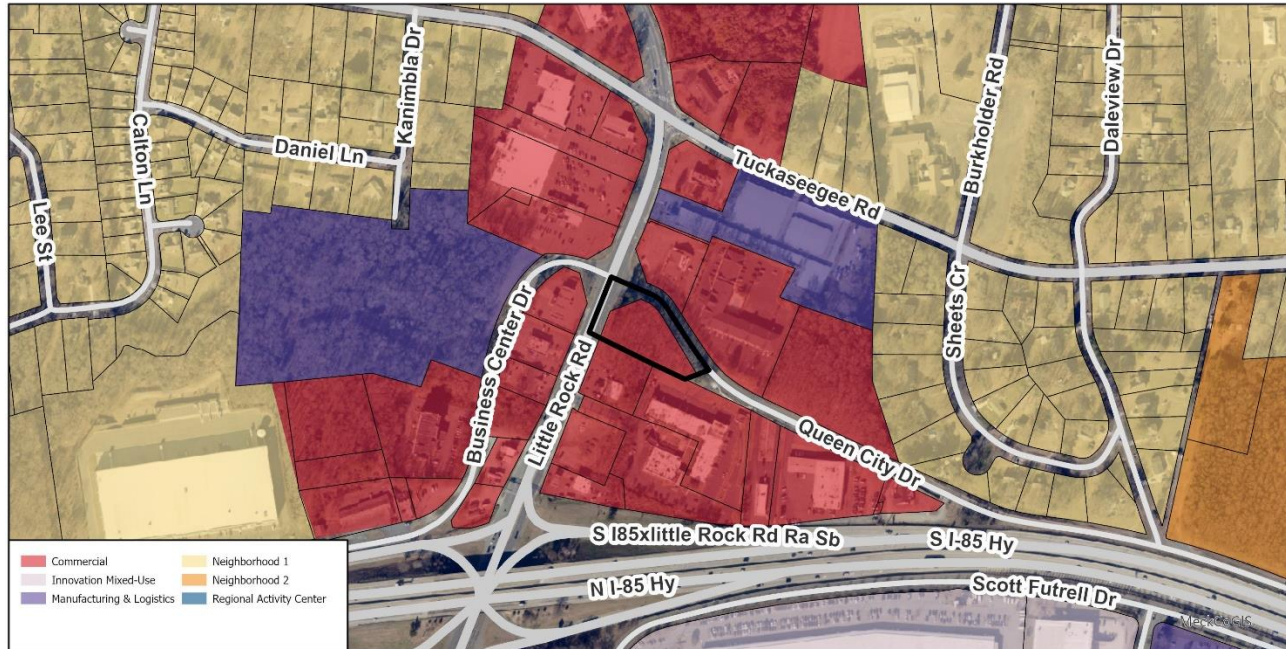 Kanimbla Dr
Calton Ln
Daniel Ln
Lee St
Tuckaseegee Rd
Burkholder Rd
Daleview Dr
Sheets Cr
Business Center Dr
Little Rock Rd
Queen City Dr
S I85xlittle Rock Rd Ra Sb
S I-85 Hy
N I-85 Hy
Scott Futrell Dr
Commercial
Innovation Mixed-Use
Manufacturing & Logistics
Neighborhood 1
Neighborhood 2
Regional Activity Center
MeckCoGIS